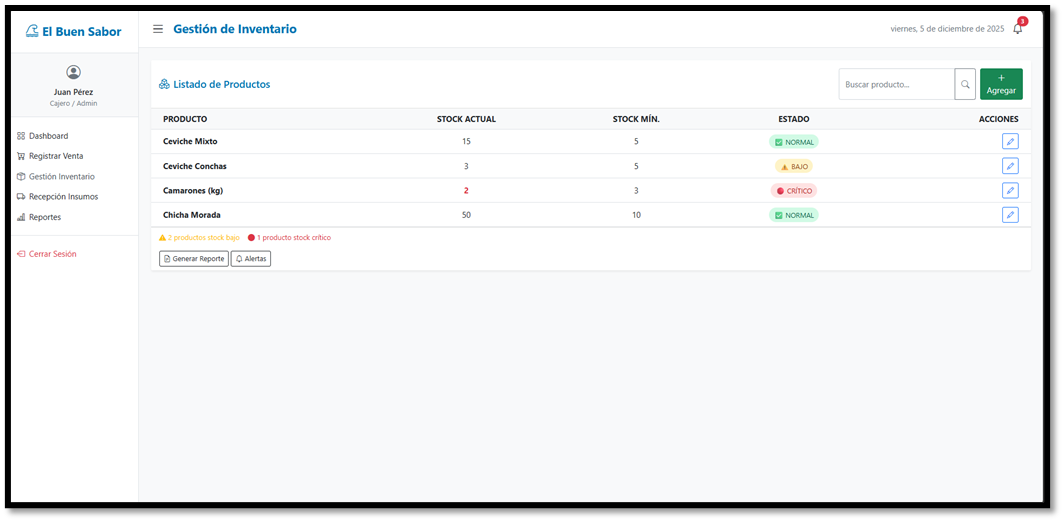 El Buen Sabor
Juan Pérez
Cajero / Admin
Dashboard
Registrar Venta
Gestión Inventario
Recepción Insumos
Reportes
Cerrar Sesión
Gestión de Inventario
viernes, 5 de diciembre de 2025
3
Listado de Productos
Buscar producto...
+ Agregar
PRODUCTO STOCK ACTUAL STOCK MÍN. ESTADO ACCIONES
Ceviche Mixto 15 5 NORMAL
Ceviche Conchas 3 5 BAJO
Camarones (kg) 2 3 CRÍTICO
Chicha Morada 50 10 NORMAL
2 productos stock bajo 1 producto stock crítico
Generar Reporte Alertas